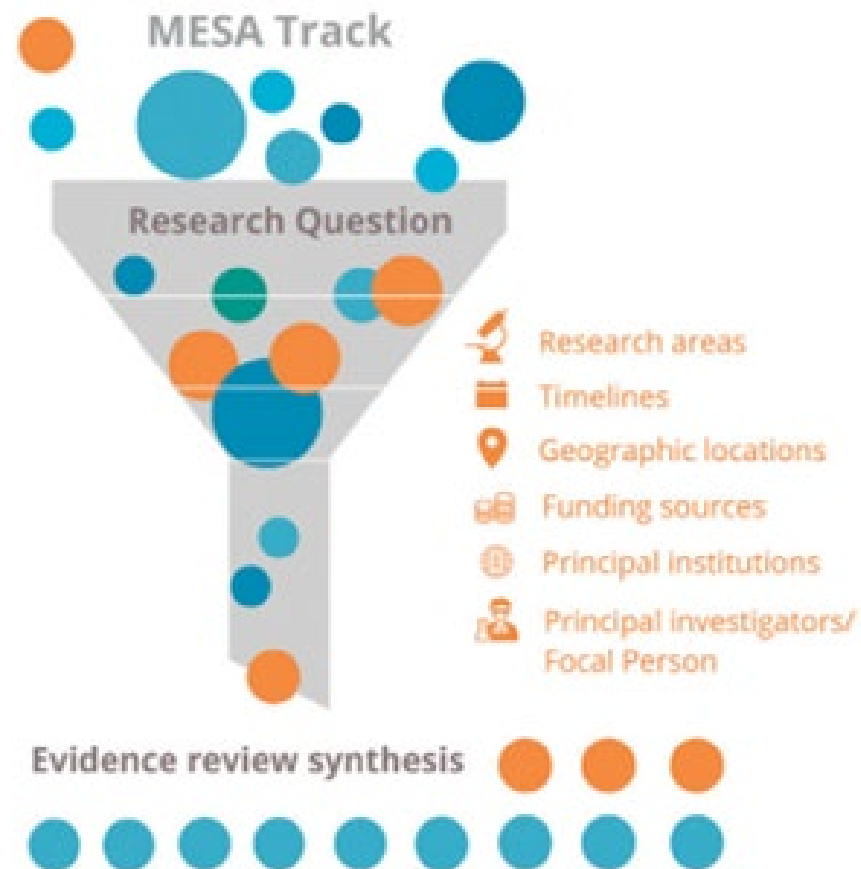 MESA Track
Research Question
Research areas
Timelines
Geographic locations
Funding sources
Principal institutions
Principal investigators/
Focal Person
Evidence review synthesis